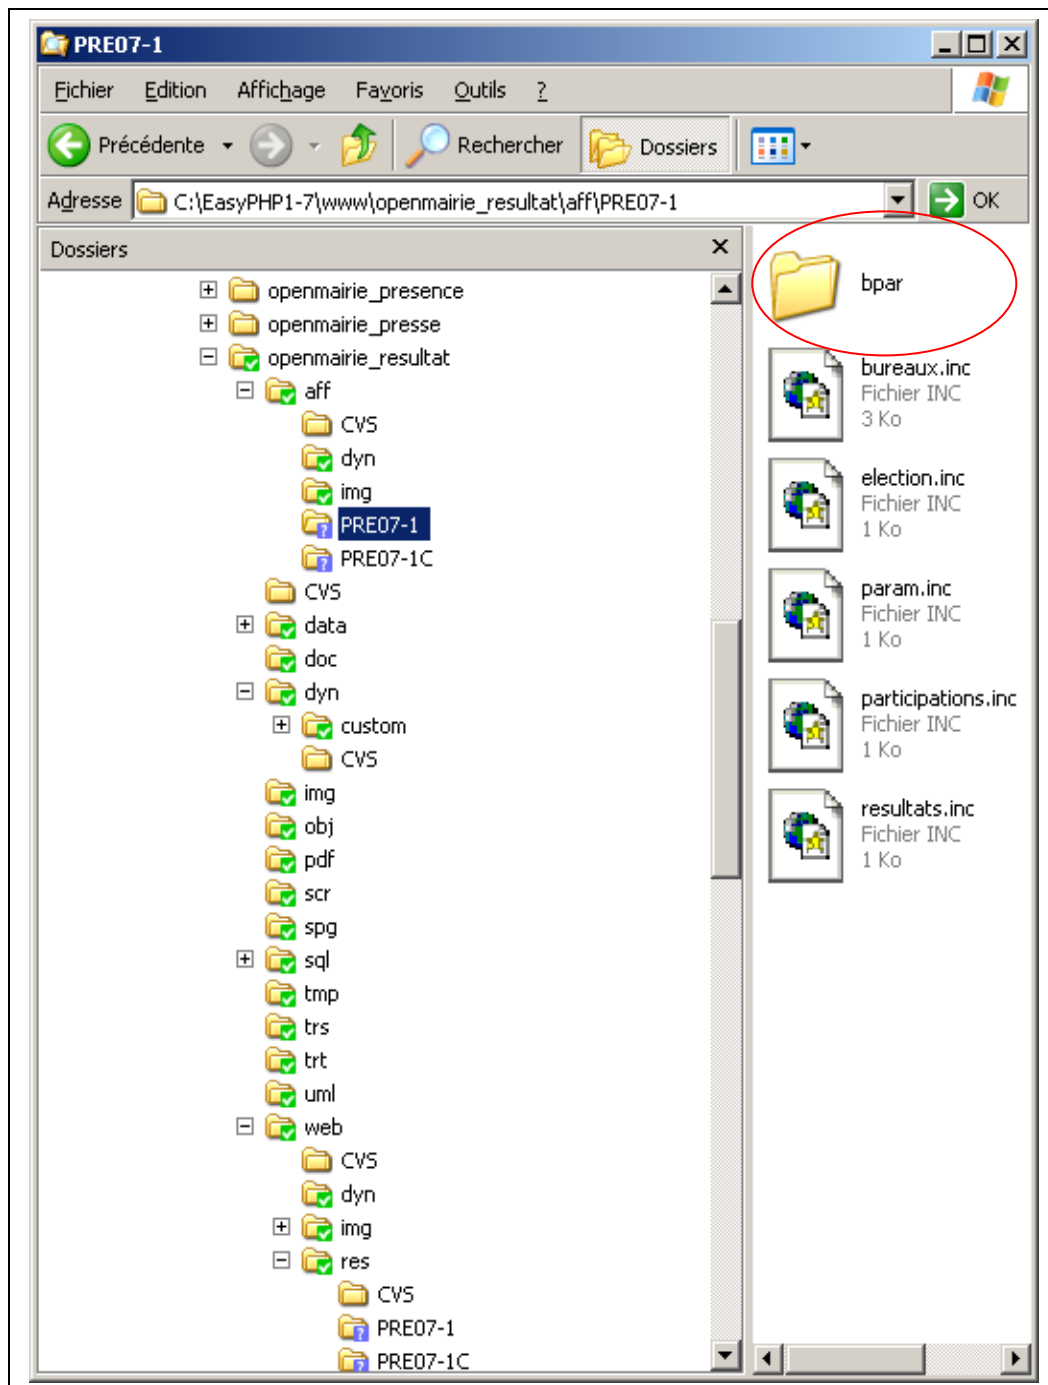 PRE07-1
Fichier Edition Affichage Favoris Outils ?
Précédente Rechercher Dossiers
Adresse C:\EasyPHP1-7\www\openmairie_resultat\aff\PRE07-1 OK
Dossiers
openmairie_presence
openmairie_presse
openmairie_resultat
aff
CVS
dyn
img
PRE07-1
PRE07-1C
CVS
data
doc
dyn
custom
CVS
img
obj
pdf
scr
spg
sql
tmp
trs
trt
uml
web
CVS
dyn
img
res
CVS
PRE07-1
PRE07-1C
bpar
bureaux.inc
Fichier INC
3 Ko
election.inc
Fichier INC
1 Ko
param.inc
Fichier INC
1 Ko
participations.inc
Fichier INC
1 Ko
resultats.inc
Fichier INC
1 Ko